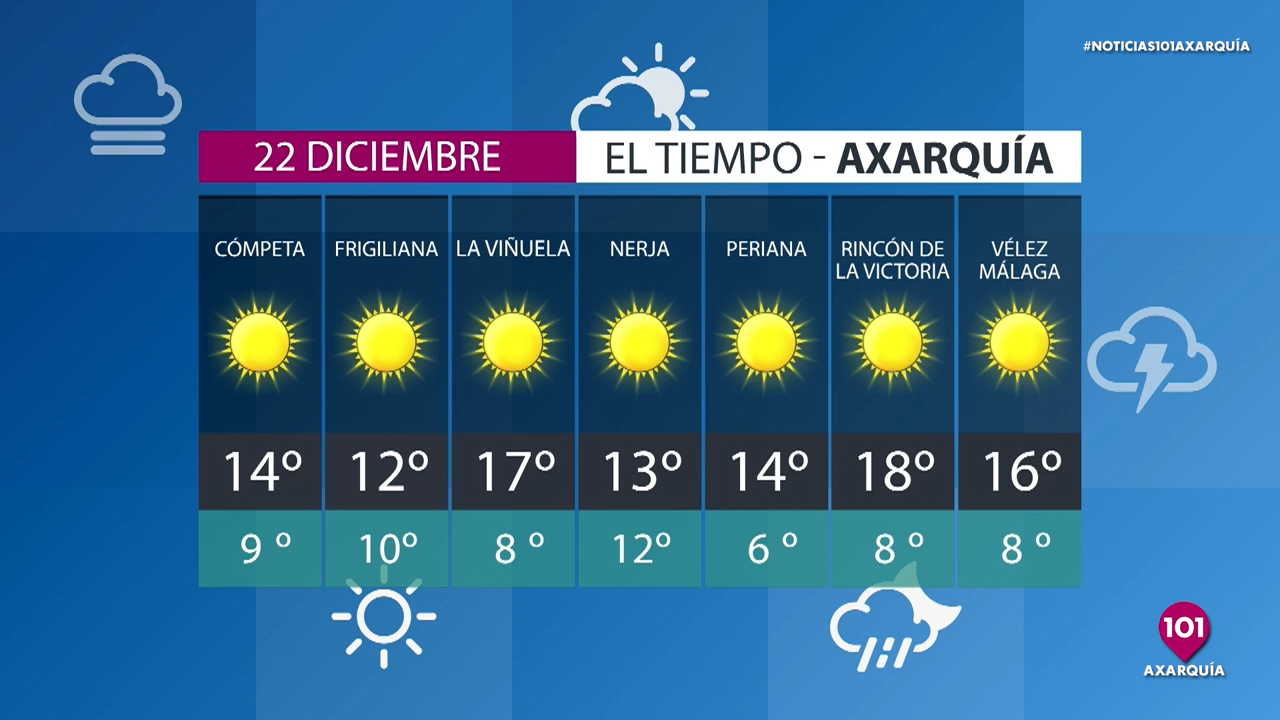 #NOTICIAS101AXARQUÍA
22 DICIEMBRE
EL TIEMPO - AXARQUÍA
CÓMPETA
FRIGILIANA
LA VIÑUELA
NERJA
PERIANA
RINCÓN DE
LA VICTORIA
VÉLEZ
MÁLAGA
14º 12º 17º 13º 14º 18º 16º
9 º 10º 8 º 12º 6 º 8 º 8 º
101
AXARQUÍA